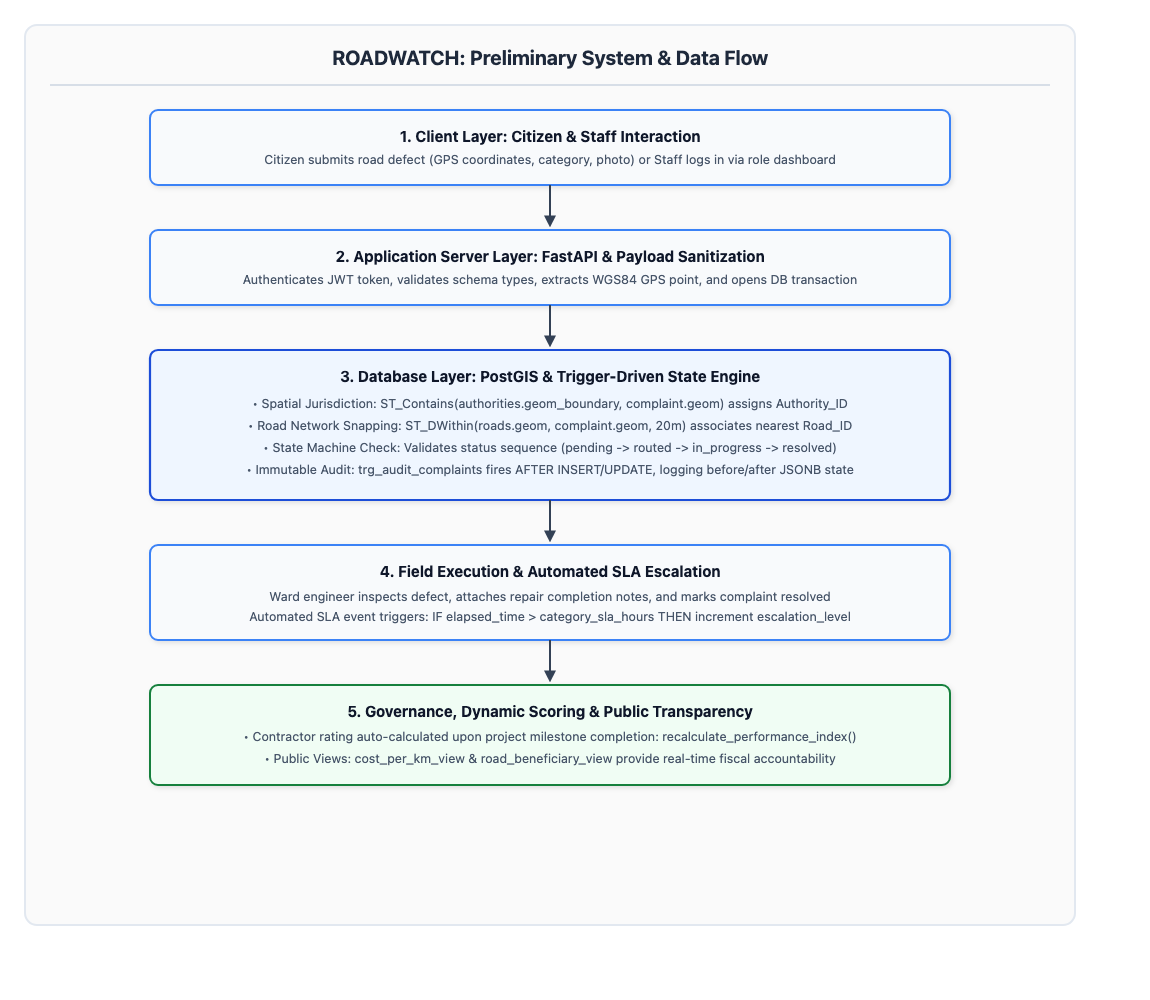 ROADWATCH: Preliminary System & Data Flow
1. Client Layer: Citizen & Staff Interaction
Citizen submits road defect (GPS coordinates, category, photo) or Staff logs in via role dashboard
2. Application Server Layer: FastAPI & Payload Sanitization
Authenticates JWT token, validates schema types, extracts WGS84 GPS point, and opens DB transaction
3. Database Layer: PostGIS & Trigger-Driven State Engine
• Spatial Jurisdiction: ST_Contains(authorities.geom_boundary, complaint.geom) assigns Authority_ID
• Road Network Snapping: ST_DWithin(roads.geom, complaint.geom, 20m) associates nearest Road_ID
• State Machine Check: Validates status sequence (pending -> routed -> in_progress -> resolved)
• Immutable Audit: trg_audit_complaints fires AFTER INSERT/UPDATE, logging before/after JSONB state
4. Field Execution & Automated SLA Escalation
Ward engineer inspects defect, attaches repair completion notes, and marks complaint resolved
Automated SLA event triggers: IF elapsed_time > category_sla_hours THEN increment escalation_level
5. Governance, Dynamic Scoring & Public Transparency
• Contractor rating auto-calculated upon project milestone completion: recalculate_performance_index()
• Public Views: cost_per_km_view & road_beneficiary_view provide real-time fiscal accountability